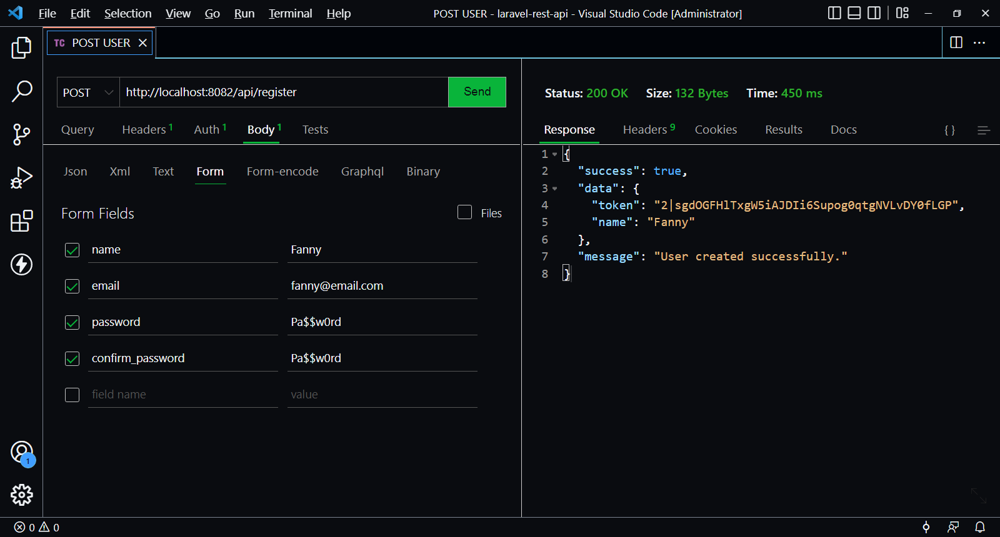 File Edit Selection View Go Run Terminal Help POST USER - laravel-rest-api - Visual Studio Code [Administrator]
TC POST USER
POST http://localhost:8082/api/register Send
Query Headers 1 Auth 1 Body 1 Tests
Json Xml Text Form Form-encode Graphql Binary
Form Fields Files
name Fanny
email fanny@email.com
password Pa$$w0rd
confirm_password Pa$$w0rd
field name value
Status: 200 OK Size: 132 Bytes Time: 450 ms
Response Headers 9 Cookies Results Docs { }
1 {
2 "success": true,
3 "data": {
4 "token": "2|sgdOGFHlTxgW5iAJDIi6Supog0qtgNVLvDY0fLGP",
5 "name": "Fanny"
6 },
7 "message": "User created successfully."
8 }
1
0 0